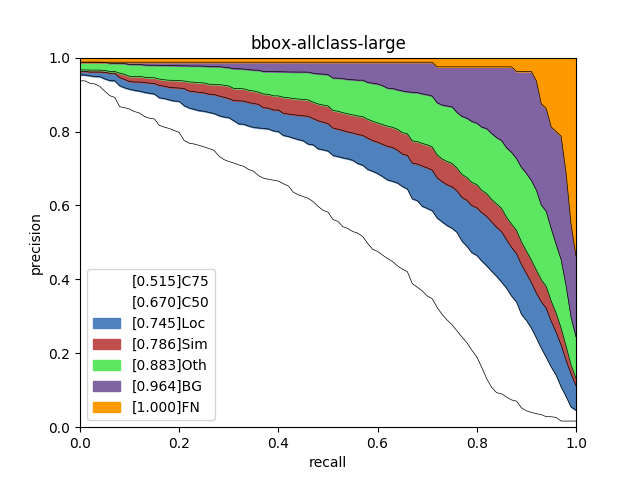 bbox-allclass-large
1.0
0.8
0.6
0.4
0.2
0.0
precision
[0.515]C75
[0.670]C50
[0.745]Loc
[0.786]Sim
[0.883]Oth
[0.964]BG
[1.000]FN
0.0 0.2 0.4 0.6 0.8 1.0
recall